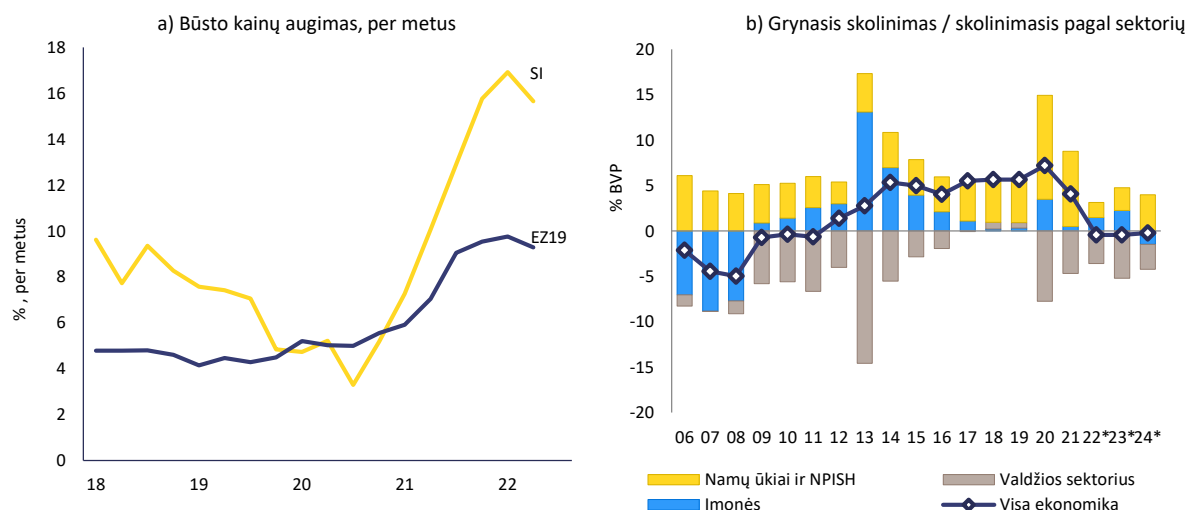 a) Būsto kainų augimas, per metus
% , per metus
18
16
14
12
10
8
6
4
2
0
18 19 20 21 22
SI
EZ19
b) Grynasis skolinimas / skolinimasis pagal sektorių
% BVP
20
15
10
5
0
-5
-10
-15
-20
06 07 08 09 10 11 12 13 14 15 16 17 18 19 20 21 22* 23* 24*
Namų ūkiai ir NPISH
Valdžios sektorius
Imonės
Visa ekonomika